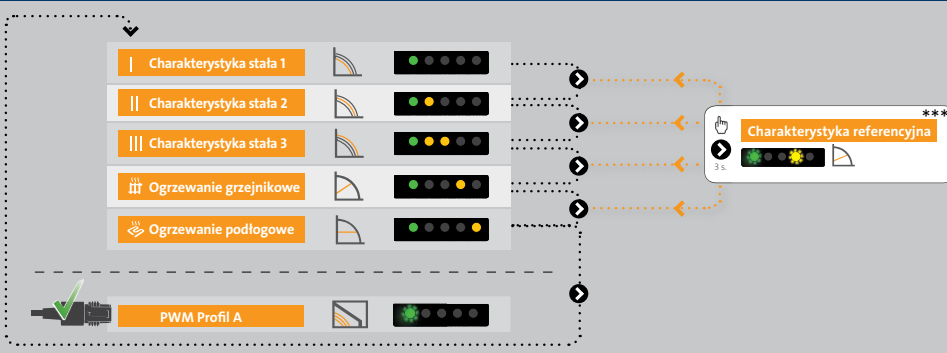 Charakterystyka stała 1
Charakterystyka stała 2
Charakterystyka stała 3
Ogrzewanie grzejnikowe
Ogrzewanie podłogowe
PWM Profil A
***
Charakterystyka referencyjna
3 s.